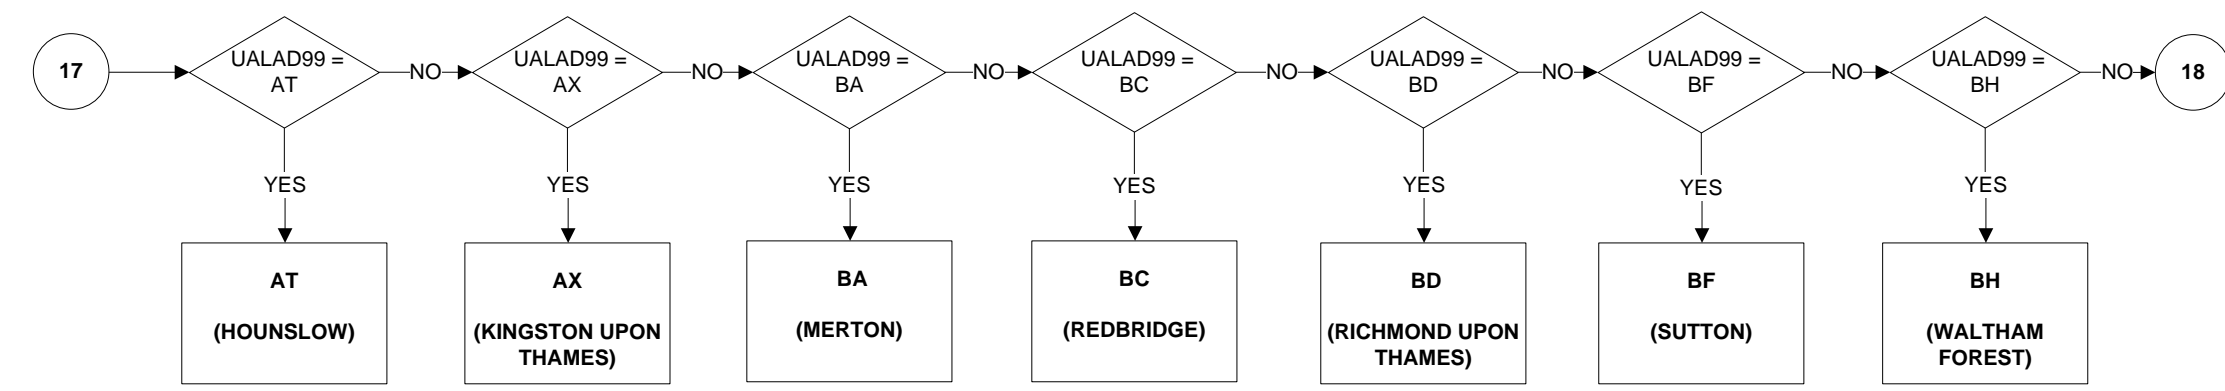 17
UALAD99 =
AT
NO
UALAD99 =
AX
NO
UALAD99 =
BA
NO
UALAD99 =
BC
NO
UALAD99 =
BD
NO
UALAD99 =
BF
NO
UALAD99 =
BH
NO
18
YES
YES
YES
YES
YES
YES
YES
AT
(HOUNSLOW)
AX
(KINGSTON UPON
THAMES)
BA
(MERTON)
BC
(REDBRIDGE)
BD
(RICHMOND UPON
THAMES)
BF
(SUTTON)
BH
(WALTHAM
FOREST)